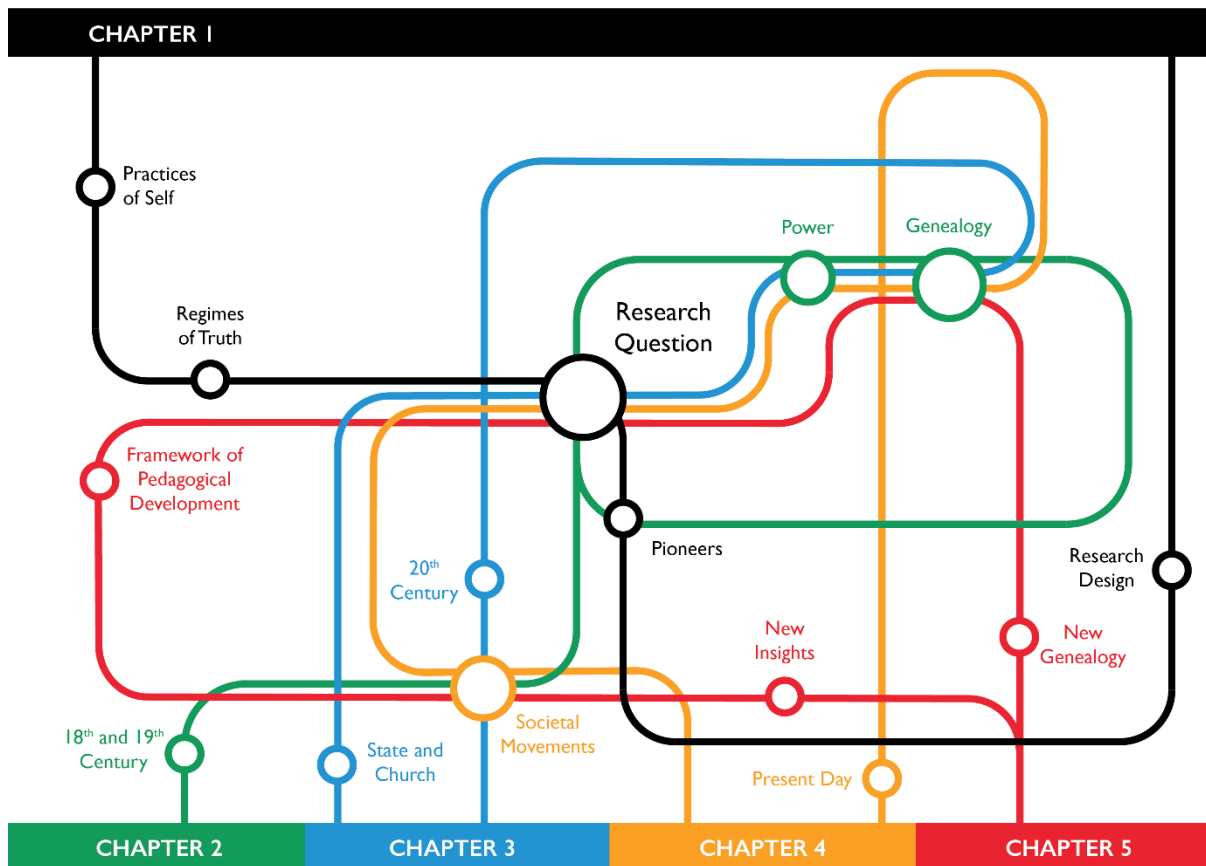 CHAPTER 1
Practices
of Self
Power
Genealogy
Regimes
of Truth
Research
Question
Framework of
Pedagogical
Development
Pioneers
20th
Century
Research
Design
New
Insights
New
Genealogy
18th and 19th
Century
State and
Church
Societal
Movements
Present Day
CHAPTER 2
CHAPTER 3
CHAPTER 4
CHAPTER 5